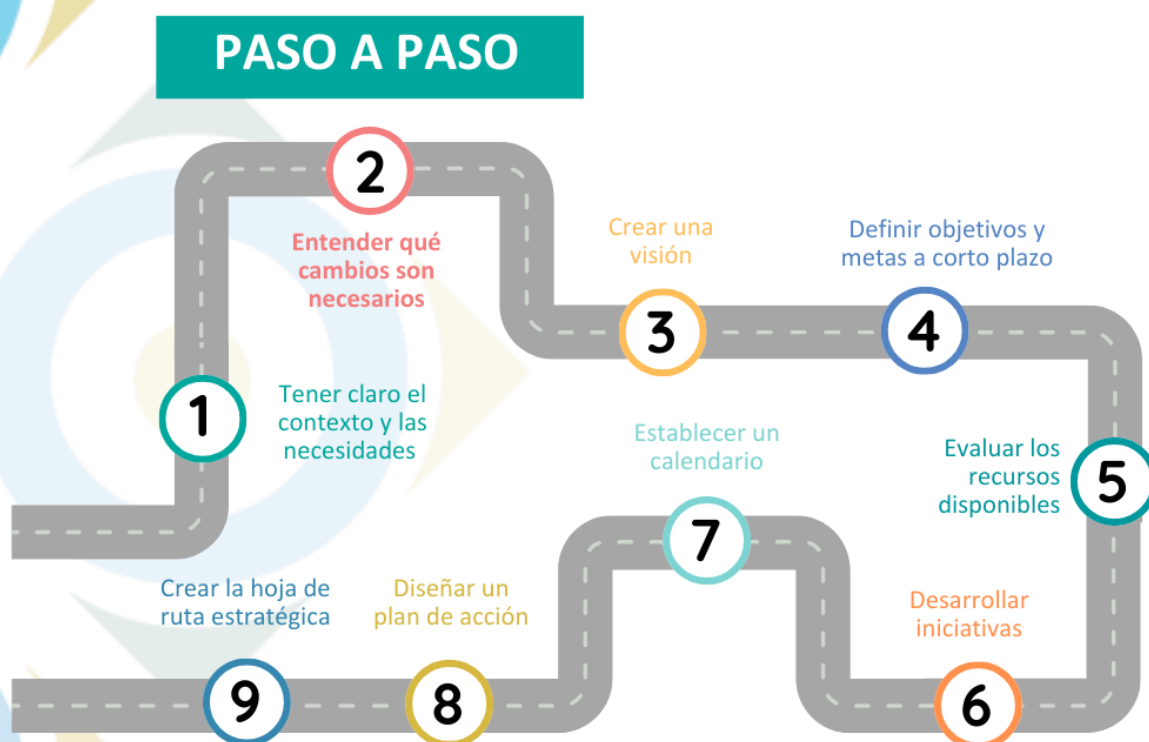 PASO A PASO
1
Tener claro el
contexto y las
necesidades
2
Entender qué
cambios son
necesarios
3
Crear una
visión
4
Definir objetivos y
metas a corto plazo
5
Evaluar los
recursos
disponibles
6
Desarrollar
iniciativas
7
Establecer un
calendario
8
Diseñar un
plan de acción
9
Crear la hoja de
ruta estratégica